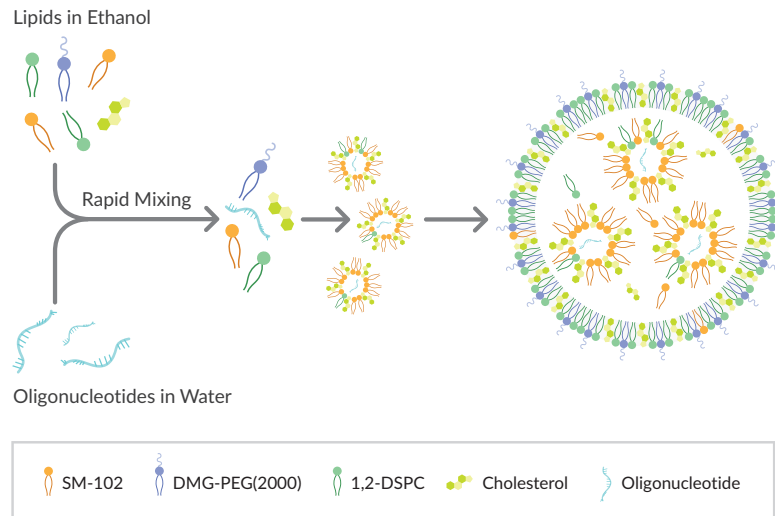 Lipids in Ethanol
Rapid Mixing
Oligonucleotides in Water
SM-102
DMG-PEG(2000)
1,2-DSPC
Cholesterol
Oligonucleotide